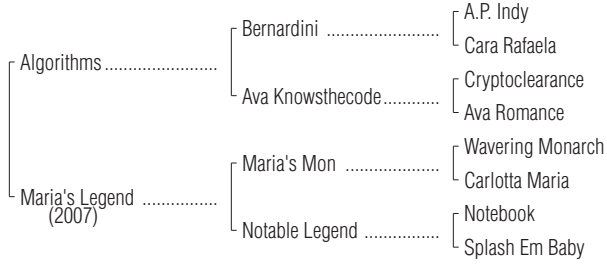 A.P. Indy
Bernardini ......................
Cara Rafaela
Algorithms ......................
Cryptoclearance
Ava Knowsthecode ...........
Ava Romance
Wavering Monarch
Maria's Mon ..................
Carlotta Maria
Maria's Legend ...............
(2007)
Notebook
Notable Legend ...............
Splash Em Baby